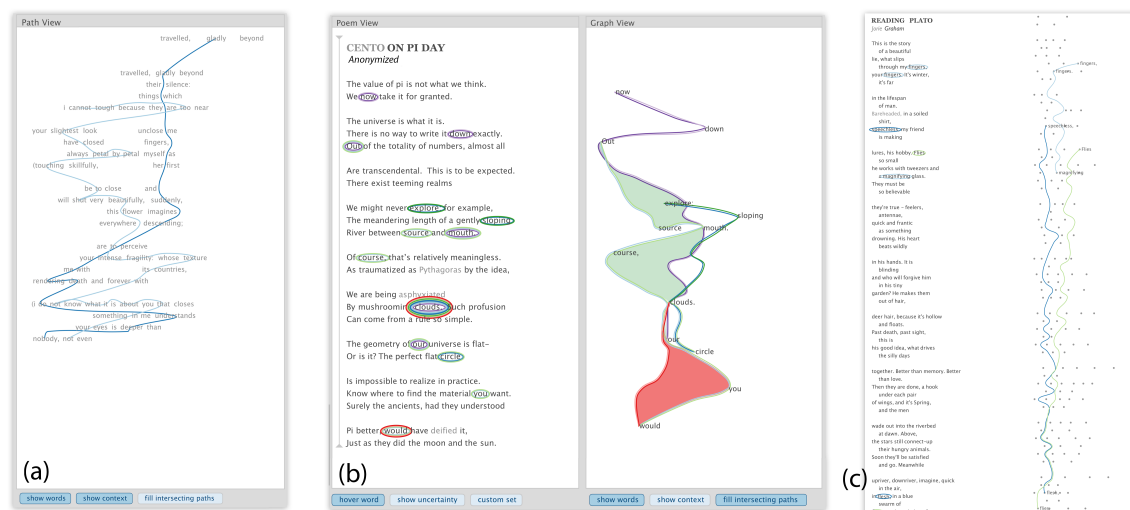 Path View
travelled, gladly beyond
travelled, gladly beyond
their silence:
things which
i cannot tough because they are too near
your slightest look unclose me
have closed fingers,
always petal by petal myself as
(touching skillfully, her first
be to close and
will shut very beautifully, suddenly,
this flower imagines
everywhere descending:
are to perceive
your intense fragility: whose texture
me with its countries,
rendering death and forever with
(i do not know what it is about you that closes
something in me understands
your eyes is deeper than
nobody, not even
(a)
show words show context fill intersecting paths
Poem View
CENTO ON PI DAY
Anonymized
The value of pi is not what we think.
We now take it for granted.
The universe is what it is.
There is no way to write it down exactly.
Out of the totality of numbers, almost all
Are transcendental. This is to be expected.
There exist teeming realms
We might never explore: for example,
The meandering length of a gently sloping
River between source and mouth.
Of course, that's relatively meaningless.
As traumatized as Pythagoras by the idea,
We are being asphyxiated
By mushrooming clouds. Such profusion
Can come from a rule so simple.
The geometry of our universe is flat–
Or is it? The perfect flat circle
Is impossible to realize in practice.
Know where to find the material you want.
Surely the ancients, had they understood
Pi better, would have deified it,
Just as they did the moon and the sun.
(b)
hover word show uncertainty custom set
Graph View
now
down
Out
explore:
sloping
source mouth.
course,
clouds.
our
circle
you
would
show words show context fill intersecting paths
READING PLATO
Jorie Graham
This is the story
of a beautiful
lie, what slips
through my fingers,
your fingers. It's winter,
it's far
in the lifespan
of man.
Bareheaded, in a soiled
shirt,
speechless, my friend
is making
lures, his hobby. Flies
so small
he works with tweezers and
a magnifying glass.
They must be
so believable
they're true – feelers,
antennae,
quick and frantic
as something
drowning. His heart
beats wildly
in his hands. It is
blinding
and who will forgive him
in his tiny
garden? He makes them
out of hair,
deer hair, because it's hollow
and floats.
Past death, past sight,
this is
his good idea, what drives
the silly days
together. Better than memory. Better
than love.
Then they are done, a hook
under each pair
of wings, and it's Spring,
and the men
wade out into the riverbed
at dawn. Above,
the stars still connect-up
their hungry animals.
Soon they'll be satisfied
and go. Meanwhile
upriver, downriver, imagine, quick
in the air,
in flesh, in a blue
swarm of
fingers,
fingers,
speechless,
Flies
magnifying
flesh,
(c)